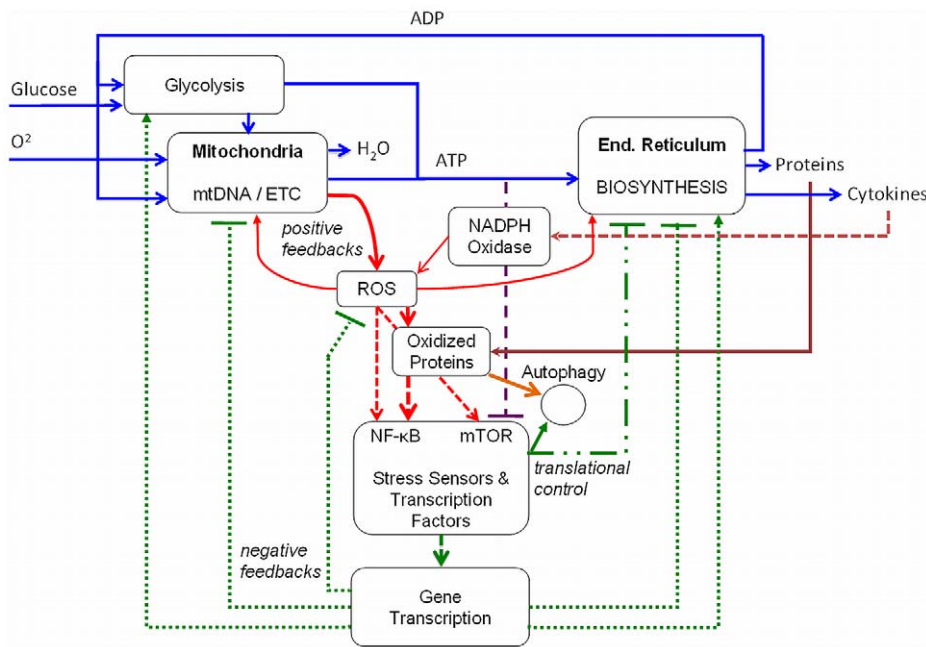 ADP
Glycolysis
Glucose
O²
Mitochondria
mtDNA / ETC
H₂O
ATP
End. Reticulum
BIOSYNTHESIS
Proteins
Cytokines
positive
feedbacks
NADPH
Oxidase
ROS
Oxidized
Proteins
Autophagy
NF-κB mTOR
Stress Sensors &
Transcription
Factors
translational
control
negative
feedbacks
Gene
Transcription